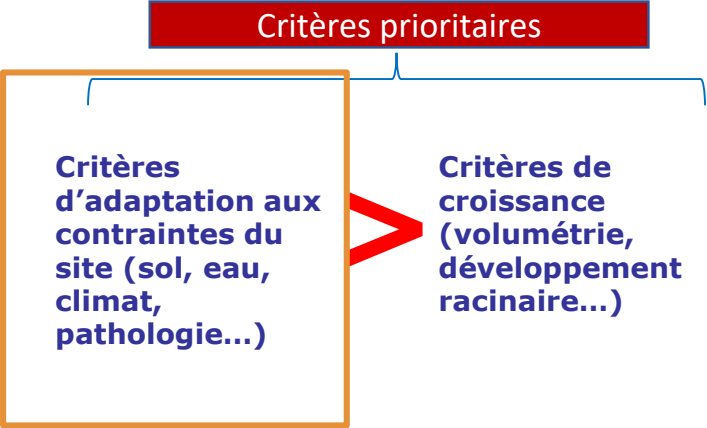 Critères prioritaires
Critères
d’adaptation aux
contraintes du
site (sol, eau,
climat,
pathologie…)
>
Critères de
croissance
(volumétrie,
développement
racinaire…)